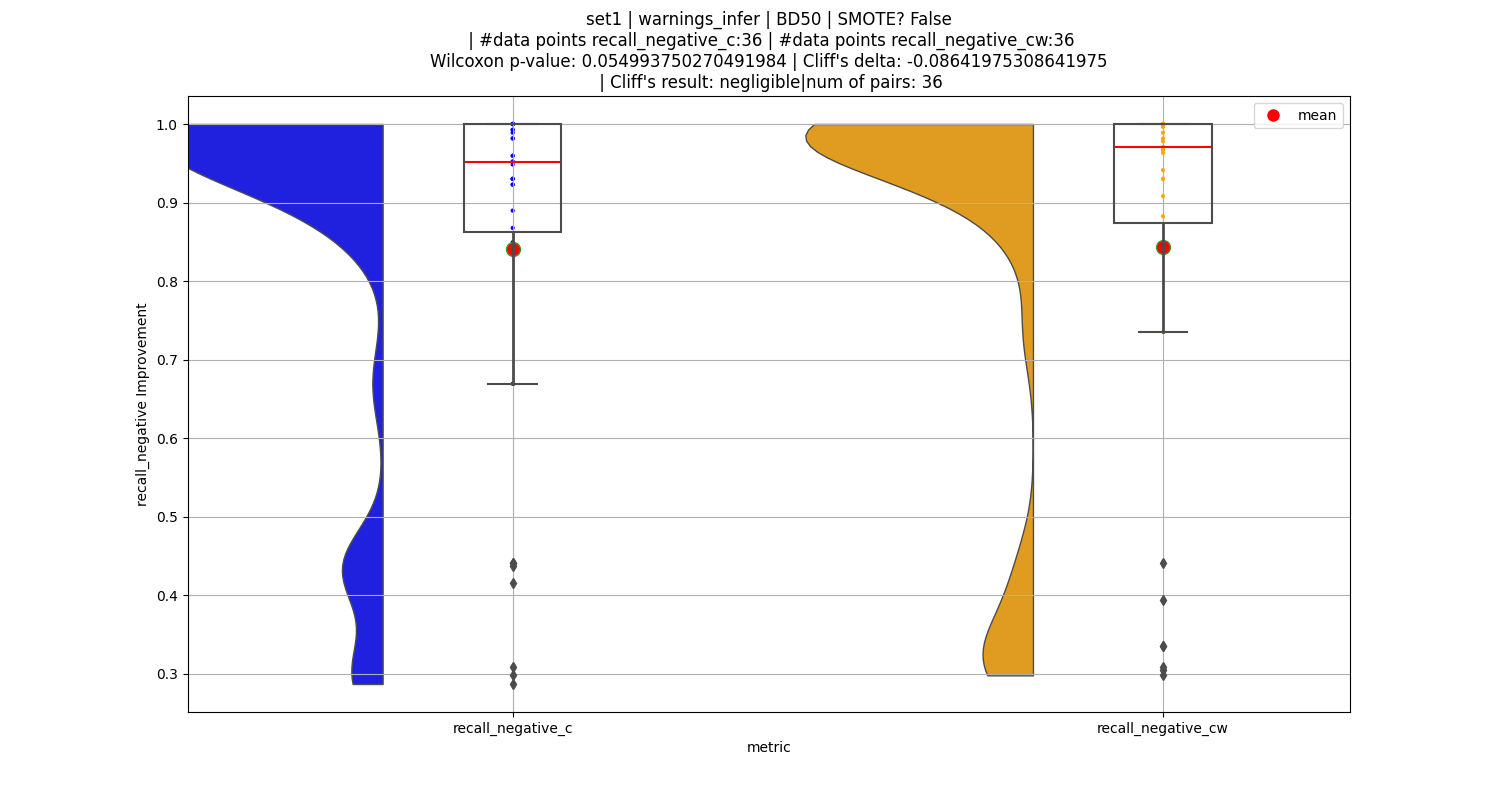 set1 | warnings_infer | BD50 | SMOTE? False
| #data points recall_negative_c:36 | #data points recall_negative_cw:36
Wilcoxon p-value: 0.054993750270491984 | Cliff's delta: -0.08641975308641975
| Cliff's result: negligible|num of pairs: 36
mean
1.0
0.9
0.8
0.7
0.6
0.5
0.4
0.3
recall_negative Improvement
recall_negative_c
recall_negative_cw
metric